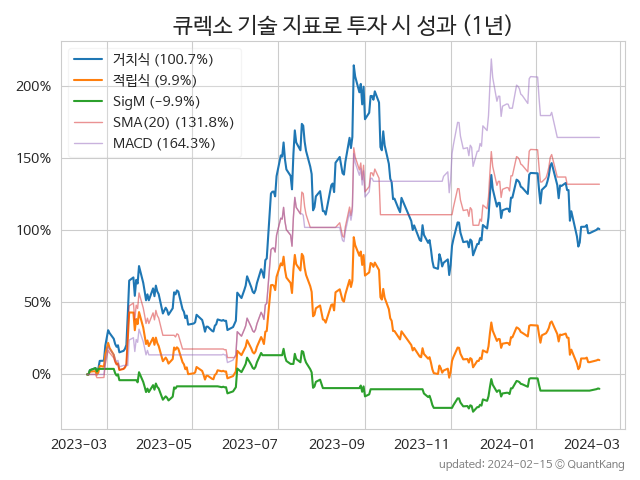 큐렉소 기술 지표로 투자 시 성과 (1년)
거치식 (100.7%)
적립식 (9.9%)
SigM (-9.9%)
SMA(20) (131.8%)
MACD (164.3%)
200%
150%
100%
50%
0%
2023-03 2023-05 2023-07 2023-09 2023-11 2024-01 2024-03
updated: 2024-02-15 © QuantKang